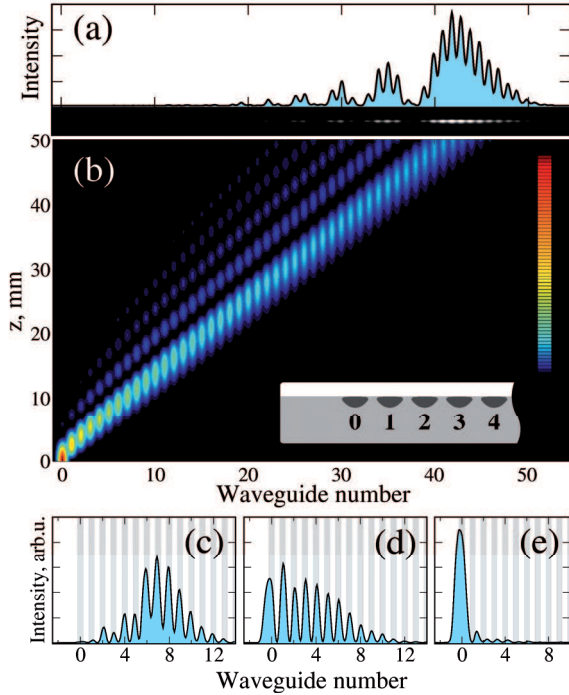 (a)
Intensity
50
(b)
40
30
20
10
0
z, mm
0 1 2 3 4
0 10 20 30 40 50
Waveguide number
Intensity, arb.u.
(c) (d) (e)
0 4 8 12 0 4 8 12 0 4 8
Waveguide number